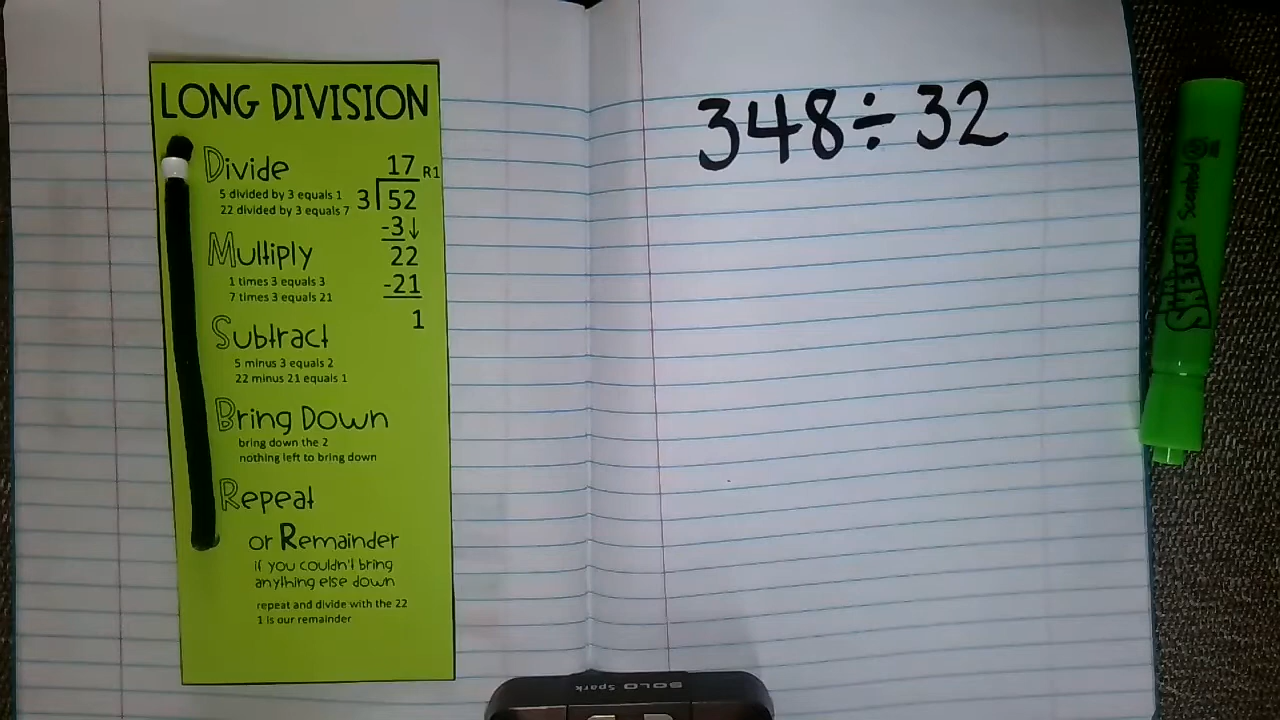 LONG DIVISION
Divide
5 divided by 3 equals 1
22 divided by 3 equals 7
Multiply
1 times 3 equals 3
7 times 3 equals 21
Subtract
5 minus 3 equals 2
22 minus 21 equals 1
Bring Down
bring down the 2
nothing left to bring down
Repeat
or Remainder
if you couldn't bring
anything else down
repeat and divide with the 22
1 is our remainder
17 R1
3 52
-3↓
22
-21
1
348÷32
MR. SKETCH Scented
SOLO Spark